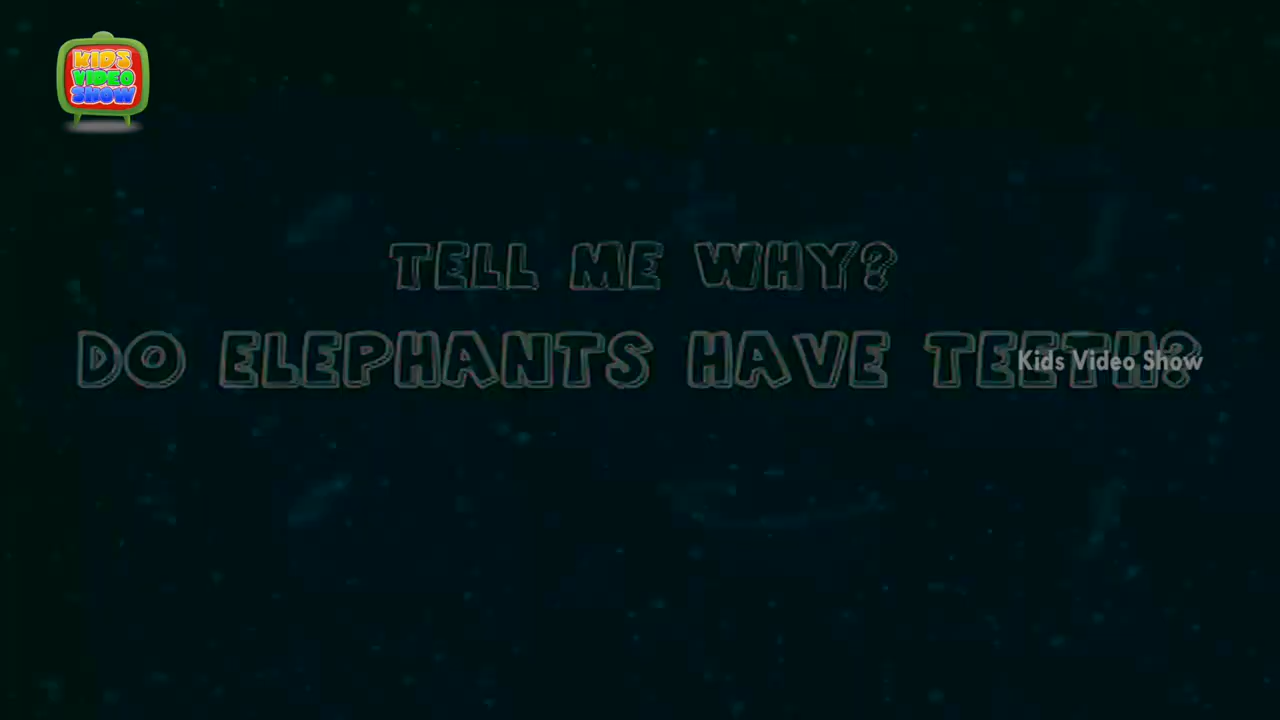 KIDS
VIDEO
SHOW
TELL ME WHY?
DO ELEPHANTS HAVE TEETH?
Kids Video Show